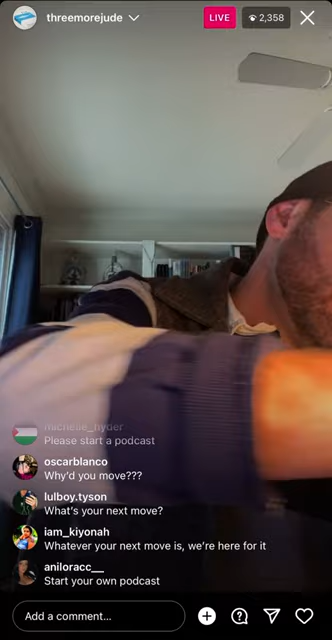 threemorejude
LIVE
2,358
michelle_hyder
Please start a podcast
oscarblanco
Why'd you move???
lulboy.tyson
What's your next move?
iam_kiyonah
Whatever your next move is, we're here for it
aniloracc__
Start your own podcast
Add a comment...